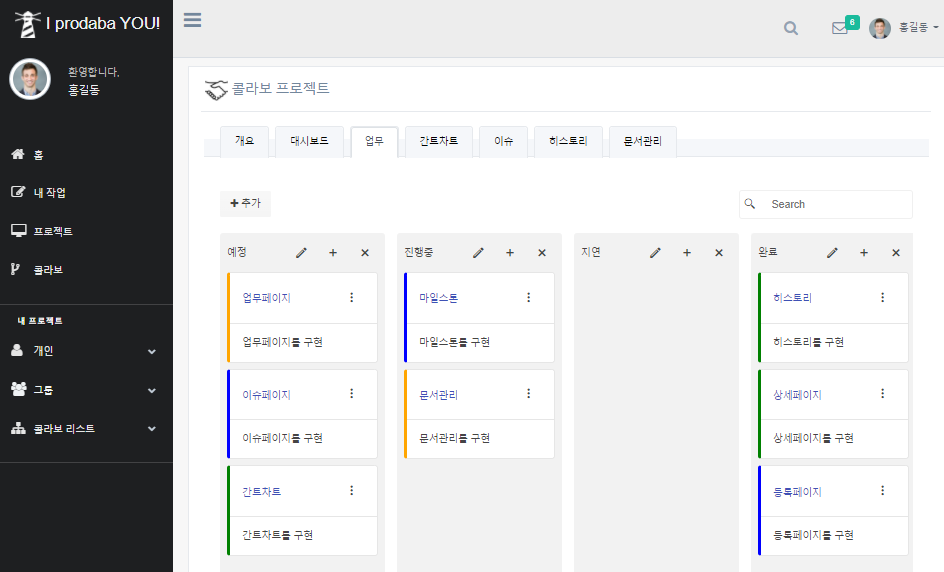 I prodaba YOU!
6
홍길동
환영합니다,
홍길동
홈
내 작업
프로젝트
콜라보
내 프로젝트
개인
그룹
콜라보 리스트
콜라보 프로젝트
개요
대시보드
업무
간트차트
이슈
히스토리
문서관리
+ 추가
Search
예정
업무페이지
업무페이지를 구현
이슈페이지
이슈페이지를 구현
간트차트
간트차트를 구현
진행중
마일스톤
마일스톤를 구현
문서관리
문서관리를 구현
지연
완료
히스토리
히스토리를 구현
상세페이지
상세페이지를 구현
등록페이지
등록페이지를 구현